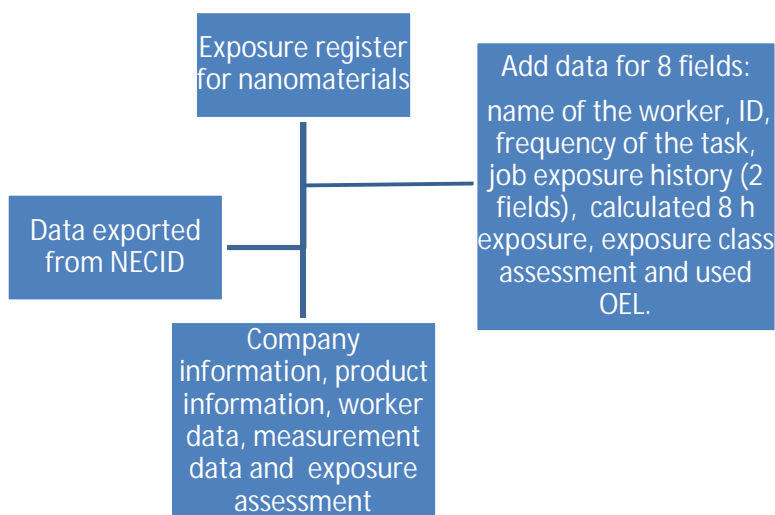 Exposure register
for nanomaterials
Add data for 8 fields:
name of the worker, ID,
frequency of the task,
job exposure history (2
fields), calculated 8 h
exposure, exposure class
assessment and used
OEL.
Data exported
from NECID
Company
information, product
information, worker
data, measurement
data and exposure
assessment